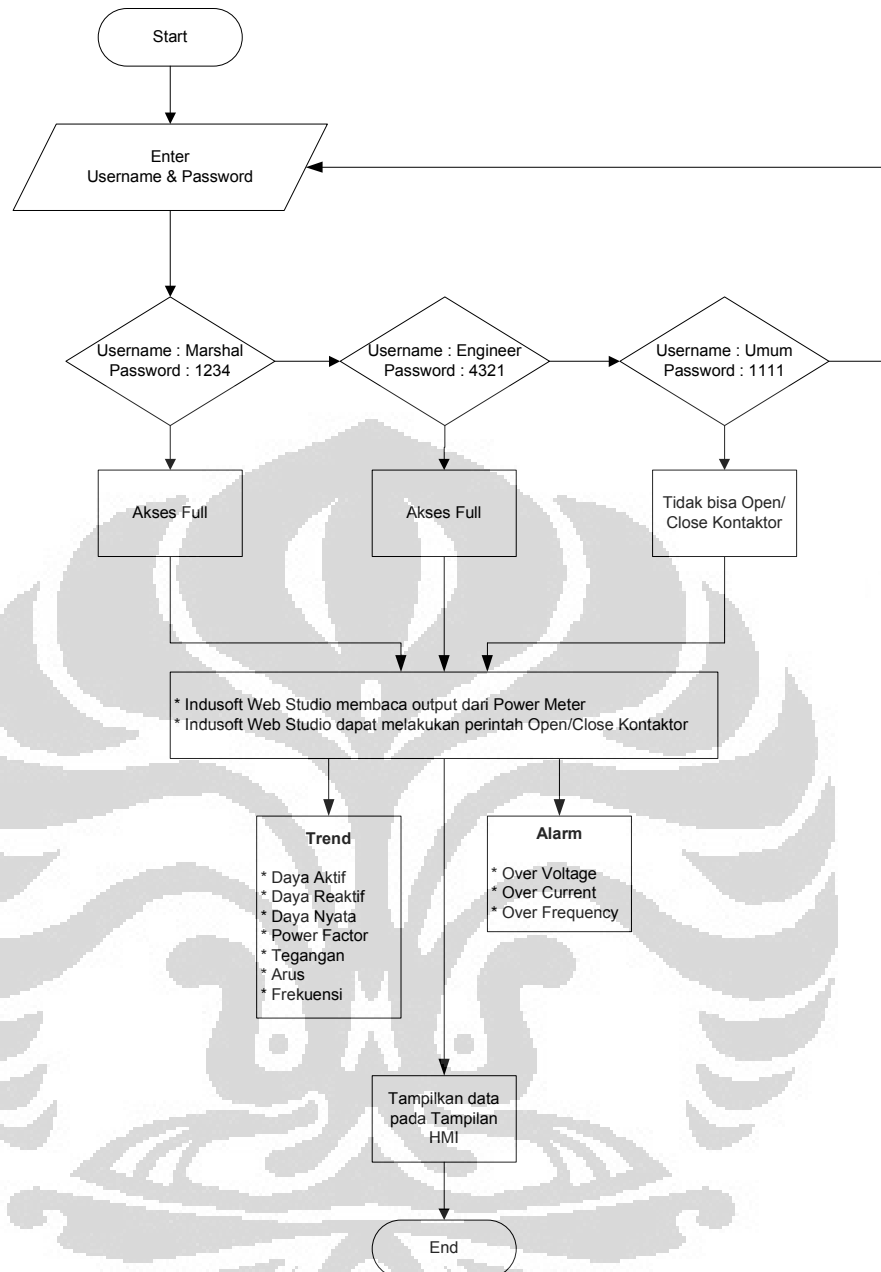 Start
Enter
Username & Password
Username : Marshal
Password : 1234
Username : Engineer
Password : 4321
Username : Umum
Password : 1111
Akses Full
Akses Full
Tidak bisa Open/
Close Kontaktor
* Indusoft Web Studio membaca output dari Power Meter
* Indusoft Web Studio dapat melakukan perintah Open/Close Kontaktor
Trend
* Daya Aktif
* Daya Reaktif
* Daya Nyata
* Power Factor
* Tegangan
* Arus
* Frekuensi
Alarm
* Over Voltage
* Over Current
* Over Frequency
Tampilkan data
pada Tampilan
HMI
End